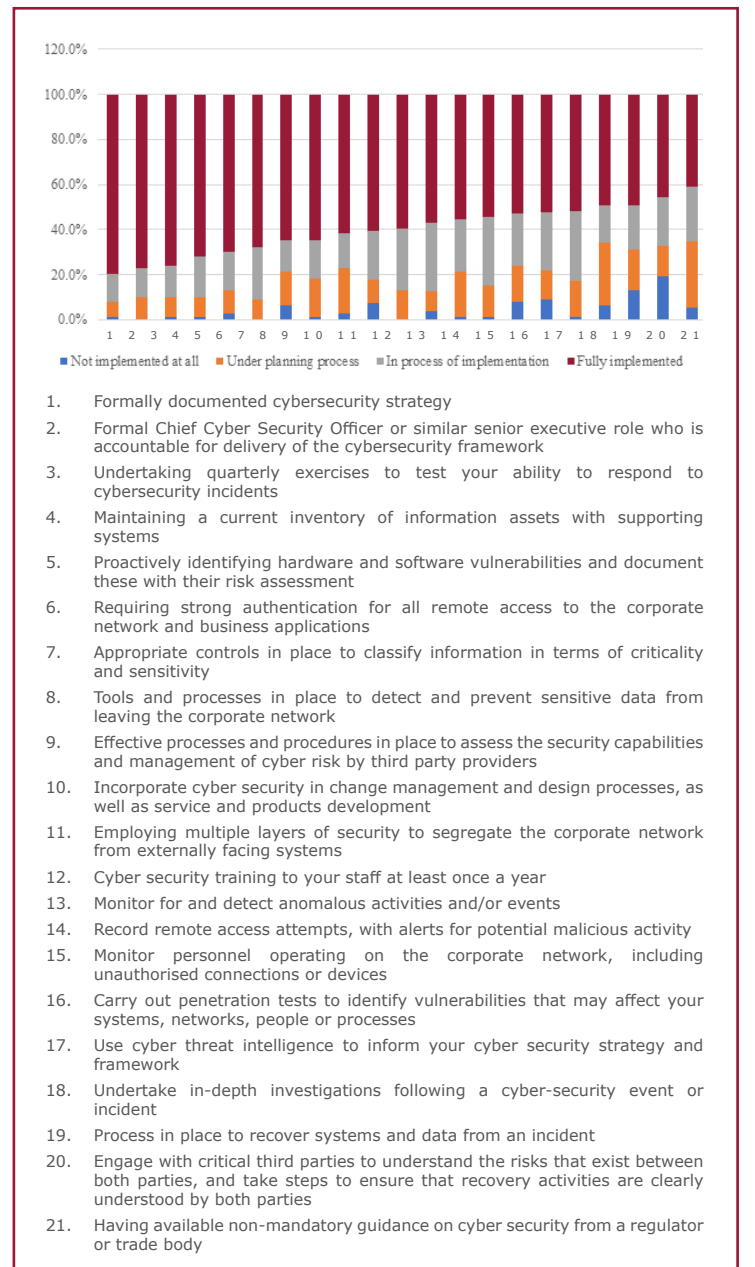 120.0%
100.0%
80.0%
60.0%
40.0%
20.0%
0.0%
1 2 3 4 5 6 7 8 9 10 11 12 13 14 15 16 17 18 19 20 21
Not implemented at all Under planning process In process of implementation Fully implemented
1. Formally documented cybersecurity strategy
2. Formal Chief Cyber Security Officer or similar senior executive role who is
accountable for delivery of the cybersecurity framework
3. Undertaking quarterly exercises to test your ability to respond to
cybersecurity incidents
4. Maintaining a current inventory of information assets with supporting
systems
5. Proactively identifying hardware and software vulnerabilities and document
these with their risk assessment
6. Requiring strong authentication for all remote access to the corporate
network and business applications
7. Appropriate controls in place to classify information in terms of criticality
and sensitivity
8. Tools and processes in place to detect and prevent sensitive data from
leaving the corporate network
9. Effective processes and procedures in place to assess the security capabilities
and management of cyber risk by third party providers
10. Incorporate cyber security in change management and design processes, as
well as service and products development
11. Employing multiple layers of security to segregate the corporate network
from externally facing systems
12. Cyber security training to your staff at least once a year
13. Monitor for and detect anomalous activities and/or events
14. Record remote access attempts, with alerts for potential malicious activity
15. Monitor personnel operating on the corporate network, including
unauthorised connections or devices
16. Carry out penetration tests to identify vulnerabilities that may affect your
systems, networks, people or processes
17. Use cyber threat intelligence to inform your cyber security strategy and
framework
18. Undertake in-depth investigations following a cyber-security event or
incident
19. Process in place to recover systems and data from an incident
20. Engage with critical third parties to understand the risks that exist between
both parties, and take steps to ensure that recovery activities are clearly
understood by both parties
21. Having available non-mandatory guidance on cyber security from a regulator
or trade body